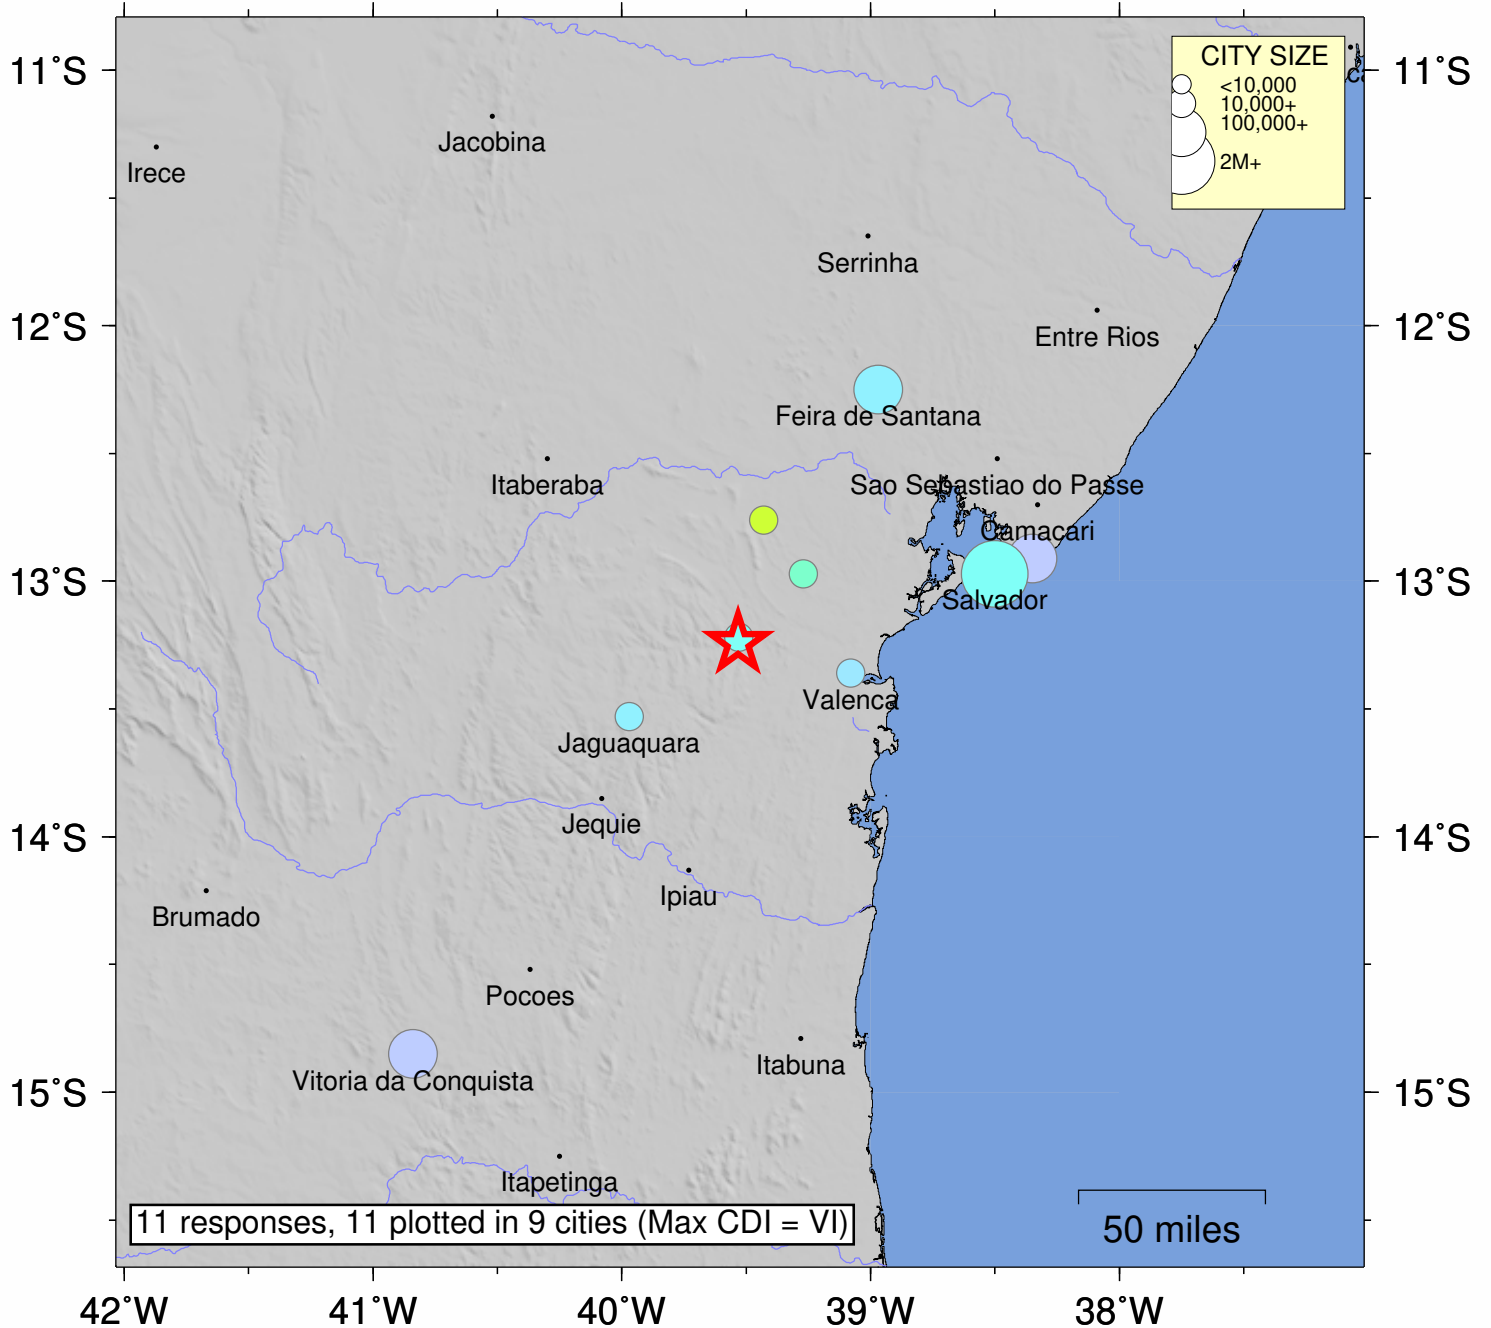 11˚S
11˚S
CITY SIZE
<10,000
10,000+
100,000+
2M+
Jacobina
Irece
Serrinha
12˚S
12˚S
Entre Rios
Feira de Santana
Itaberaba
Sao Sebastiao do Passe
Camacari
13˚S
13˚S
Salvador
Valenca
Jaguaquara
Jequie
14˚S
14˚S
Ipiau
Brumado
Pocoes
Itabuna
Vitoria da Conquista
15˚S
15˚S
Itapetinga
11 responses, 11 plotted in 9 cities (Max CDI = VI)
50 miles
42˚W
41˚W
40˚W
39˚W
38˚W